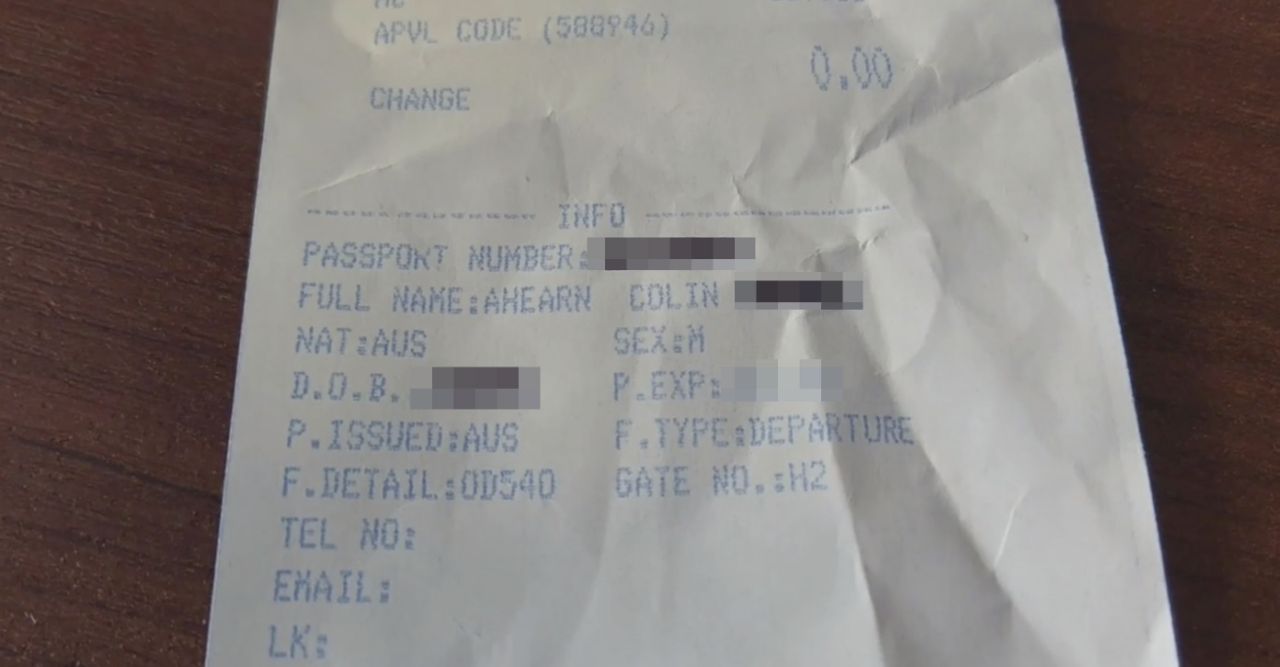 APVL CODE (588946)
0.00
CHANGE
------------- INFO --------------
PASSPORT NUMBER:
FULL NAME:AHEARN COLIN
NAT:AUS SEX:M
D.O.B. P.EXP:
P.ISSUED:AUS F.TYPE:DEPARTURE
F.DETAIL:OD540 GATE NO.:H2
TEL NO:
EMAIL:
LK: